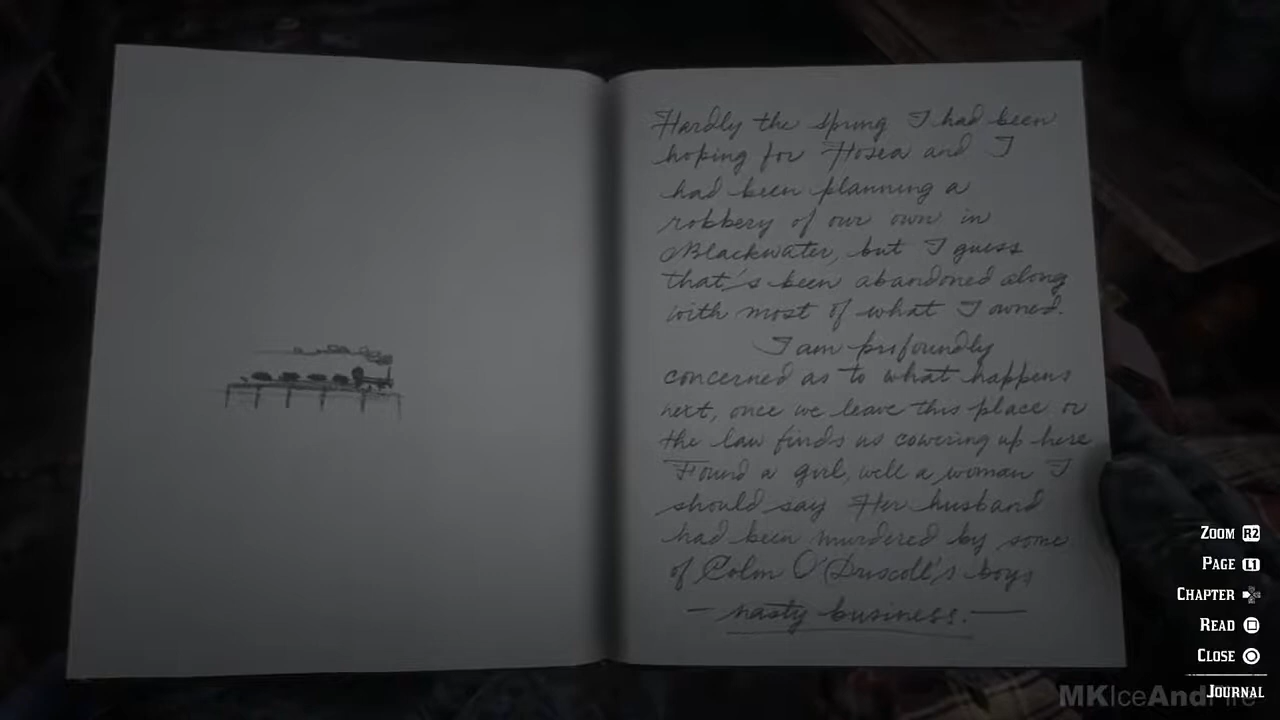 Hardly the spring I had been
hoping for Hosea and I
had been planning a
robbery of our own in
Blackwater, but I guess
that's been abandoned along
with most of what I owned.
I am profoundly
concerned as to what happens
next, once we leave this place or
the law finds us cowering up here
Found a girl, well a woman I
should say Her husband
had been murdered by some
of Colm O'Driscoll's boys
— nasty business. —
ZOOM R2
PAGE L1
CHAPTER
READ
CLOSE
JOURNAL
MKIceAndFire